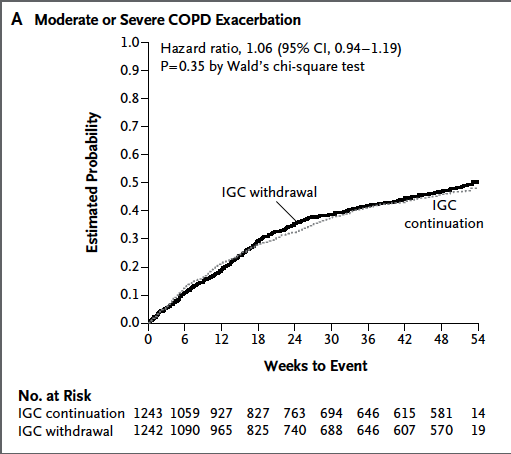 A Moderate or Severe COPD Exacerbation
Hazard ratio, 1.06 (95% CI, 0.94–1.19)
P=0.35 by Wald's chi-square test
Estimated Probability
1.0
0.9
0.8
0.7
0.6
0.5
0.4
0.3
0.2
0.1
0.0
IGC withdrawal
IGC
continuation
0 6 12 18 24 30 36 42 48 54
Weeks to Event
No. at Risk
IGC continuation 1243 1059 927 827 763 694 646 615 581 14
IGC withdrawal 1242 1090 965 825 740 688 646 607 570 19